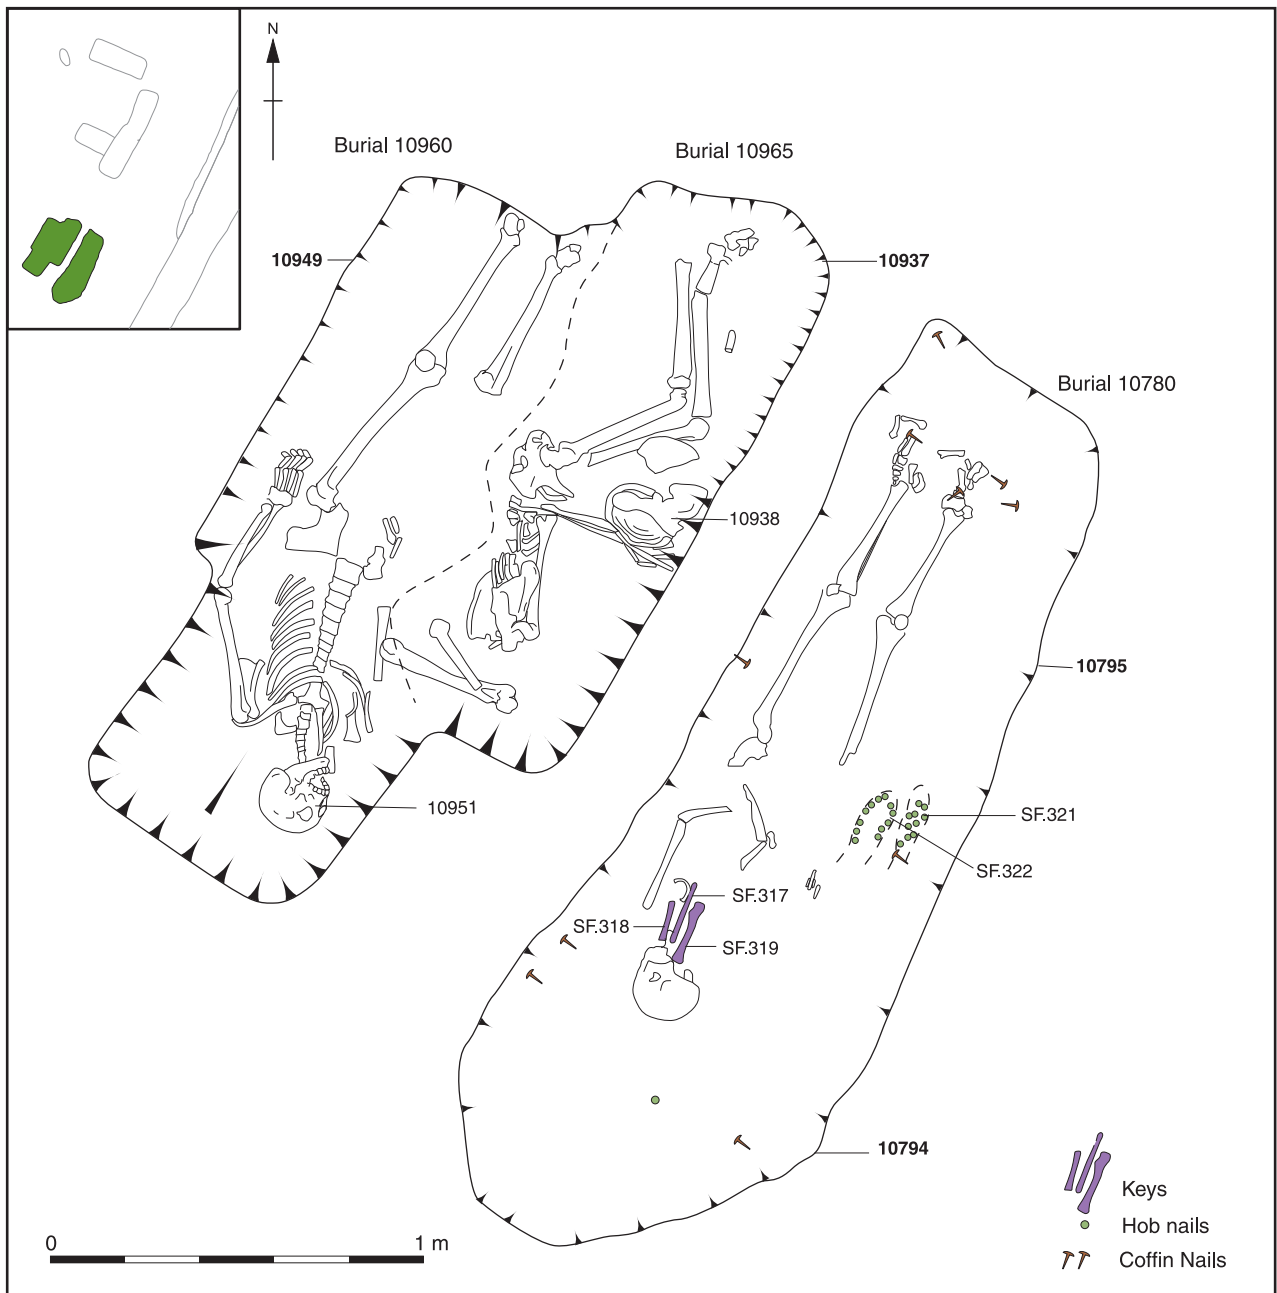 N
Burial 10960
Burial 10965
10949
10937
Burial 10780
10938
10795
10951
SF.321
SF.322
SF.317
SF.318
SF.319
10794
Keys
Hob nails
Coffin Nails
0 1 m